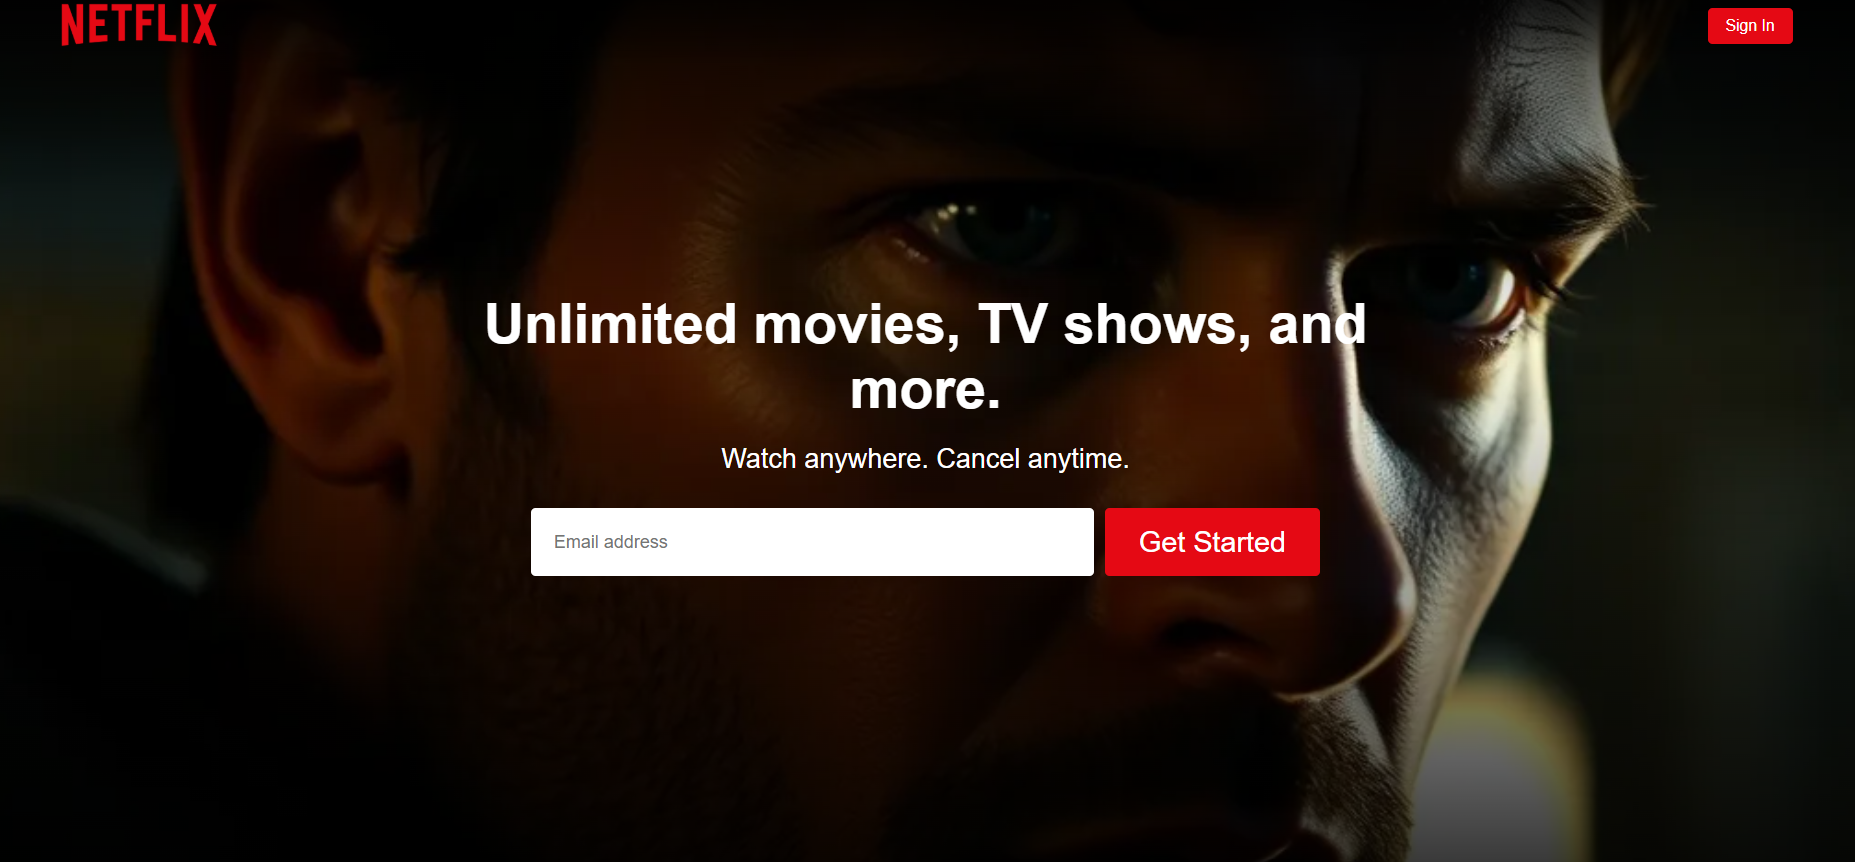 NETFLIX
Sign In
Unlimited movies, TV shows, and
more.
Watch anywhere. Cancel anytime.
Email address
Get Started